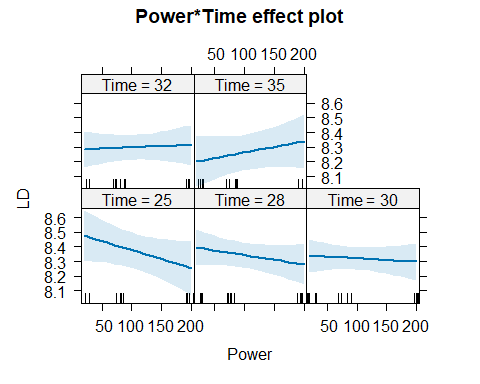 Power*Time effect plot
50 100 150 200
Time = 32 Time = 35
8.6
8.5
8.4
8.3
8.2
8.1
LD
Time = 25 Time = 28 Time = 30
8.6
8.5
8.4
8.3
8.2
8.1
50 100 150 200 50 100 150 200
Power